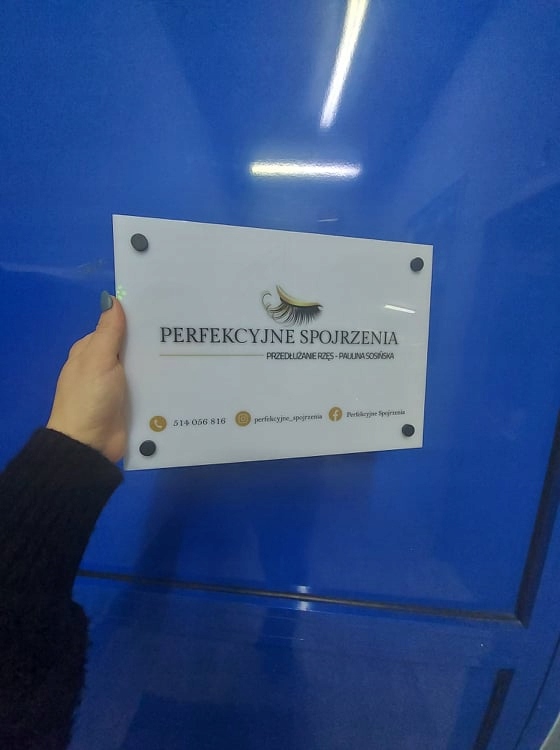 PERFEKCYJNE SPOJRZENIA
PRZEDŁUŻANIE RZĘS - PAULINA SOSIŃSKA
514 056 816 perfekcyjne_spojrzenia Perfekcyjne Spojrzenia